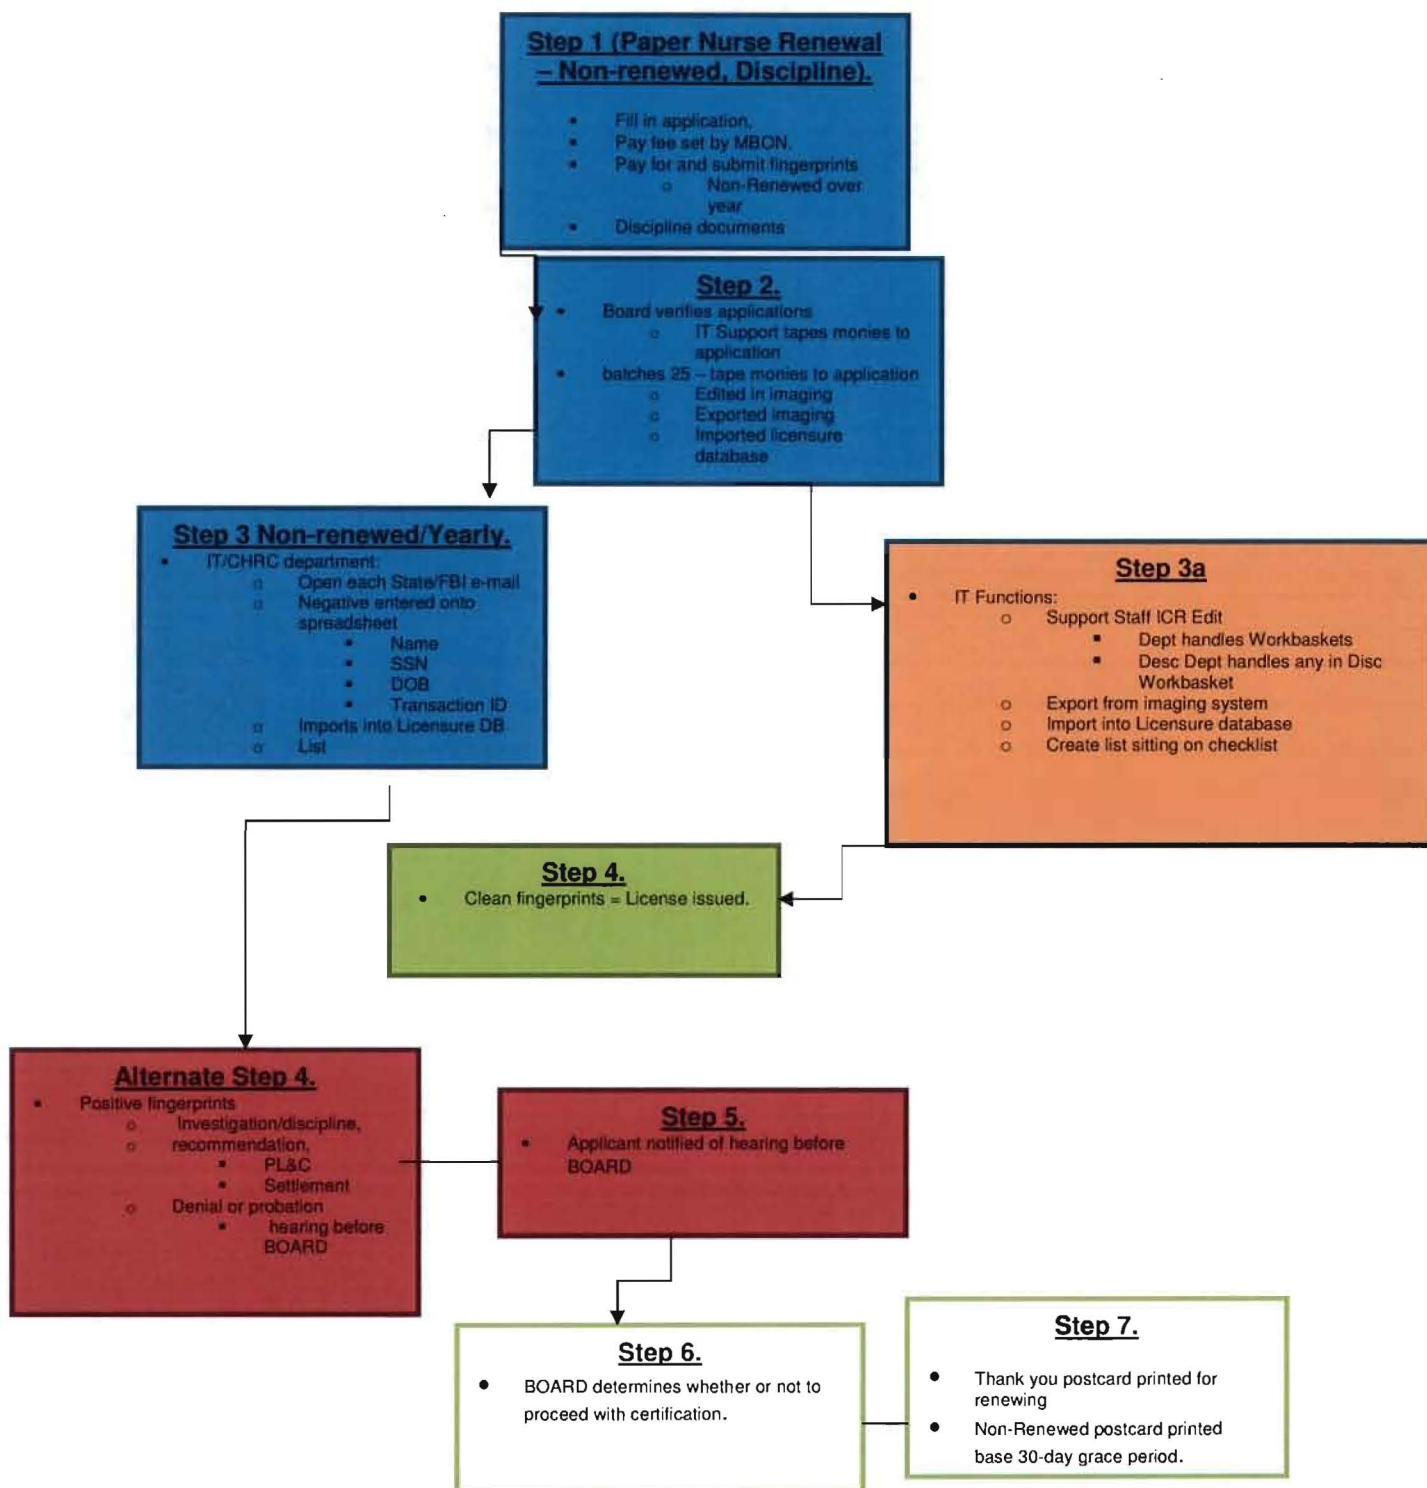 Step 1 (Paper Nurse Renewal
– Non-renewed, Discipline).
▪ Fill in application,
▪ Pay fee set by MBON.
▪ Pay for and submit fingerprints
o Non-Renewed over
year
▪ Discipline documents
Step 2.
▪ Board verifies applications
o IT Support tapes monies to
application
▪ batches 25 – tape monies to application
o Edited in imaging
o Exported imaging
o Imported licensure
database
Step 3 Non-renewed/Yearly.
▪ IT/CHRC department:
o Open each State/FBI e-mail
o Negative entered onto
spreadsheet
▪ Name
▪ SSN
▪ DOB
▪ Transaction ID
o Imports into Licensure DB
o List
Step 3a
• IT Functions:
o Support Staff ICR Edit
▪ Dept handles Workbaskets
▪ Desc Dept handles any in Disc
Workbasket
o Export from imaging system
o Import into Licensure database
o Create list sitting on checklist
Step 4.
• Clean fingerprints = License issued.
Alternate Step 4.
▪ Positive fingerprints
o Investigation/discipline,
o recommendation,
▪ PL&C
▪ Settlement
o Denial or probation
▪ hearing before
BOARD
Step 5.
▪ Applicant notified of hearing before
BOARD
Step 6.
• BOARD determines whether or not to
proceed with certification.
Step 7.
• Thank you postcard printed for
renewing
• Non-Renewed postcard printed
base 30-day grace period.